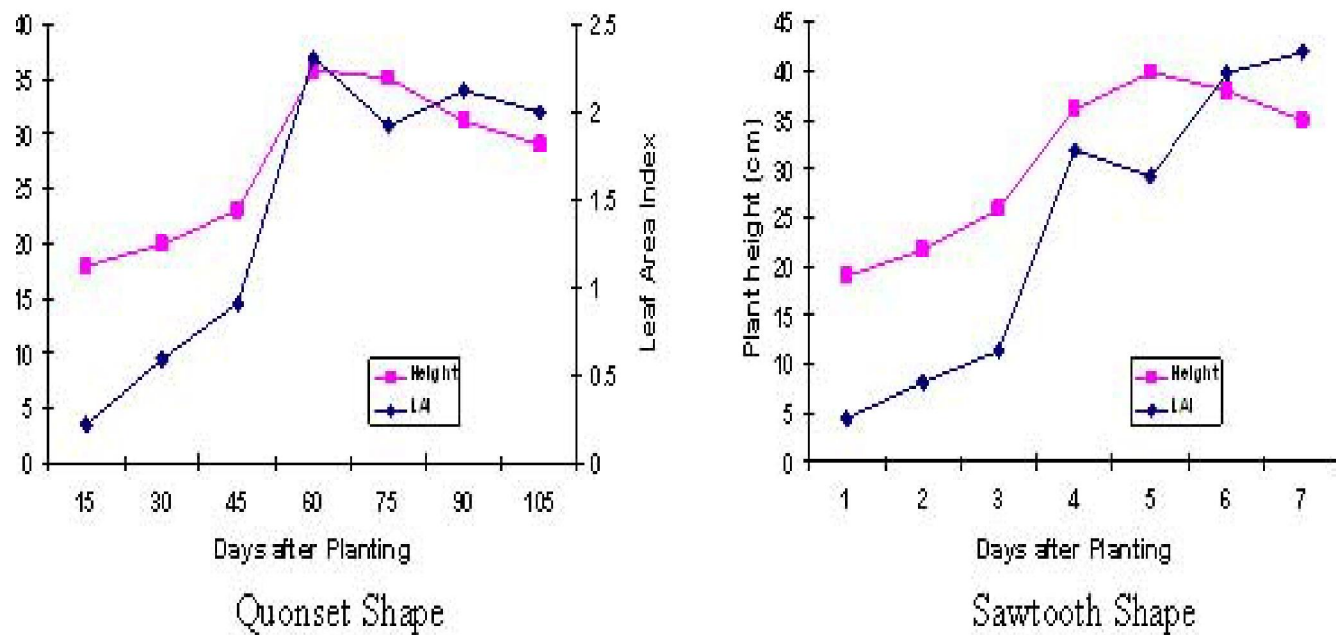 40
35
30
25
20
15
10
5
0
2.5
2
1.5
1
0.5
0
Leaf Area Index
Height
LAI
15 30 45 60 75 90 105
Days after Planting
Quonset Shape
45
40
35
30
25
20
15
10
5
0
Plant height (cm)
Height
LAI
1 2 3 4 5 6 7
Days after Planting
Sawtooth Shape